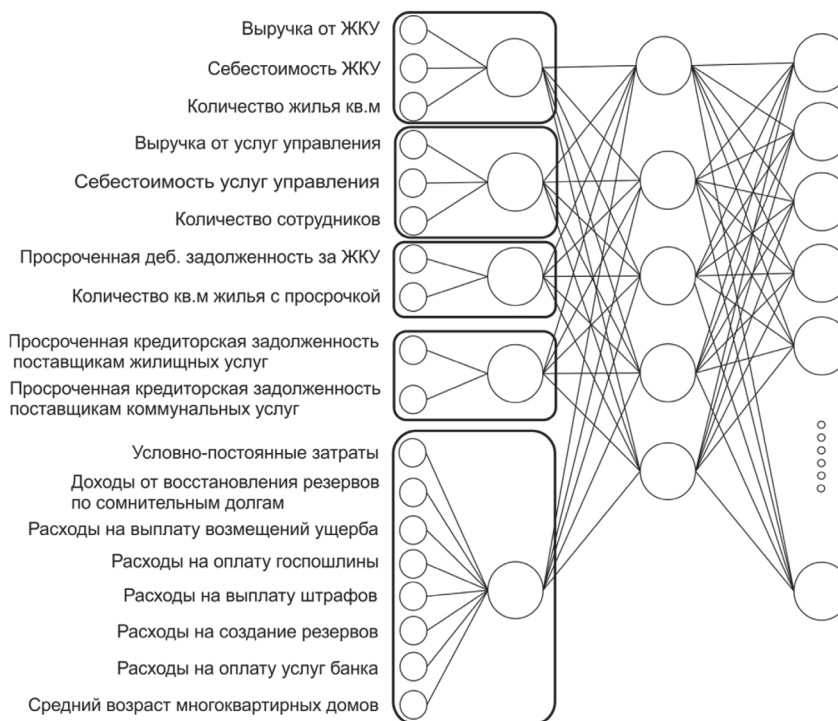 Выручка от ЖКУ
Себестоимость ЖКУ
Количество жилья кв.м
Выручка от услуг управления
Себестоимость услуг управления
Количество сотрудников
Просроченная деб. задолженность за ЖКУ
Количество кв.м жилья с просрочкой
Просроченная кредиторская задолженность
поставщикам жилищных услуг
Просроченная кредиторская задолженность
поставщикам коммунальных услуг
Условно-постоянные затраты
Доходы от восстановления резервов
по сомнительным долгам
Расходы на выплату возмещений ущерба
Расходы на оплату госпошлины
Расходы на выплату штрафов
Расходы на создание резервов
Расходы на оплату услуг банка
Средний возраст многоквартирных домов